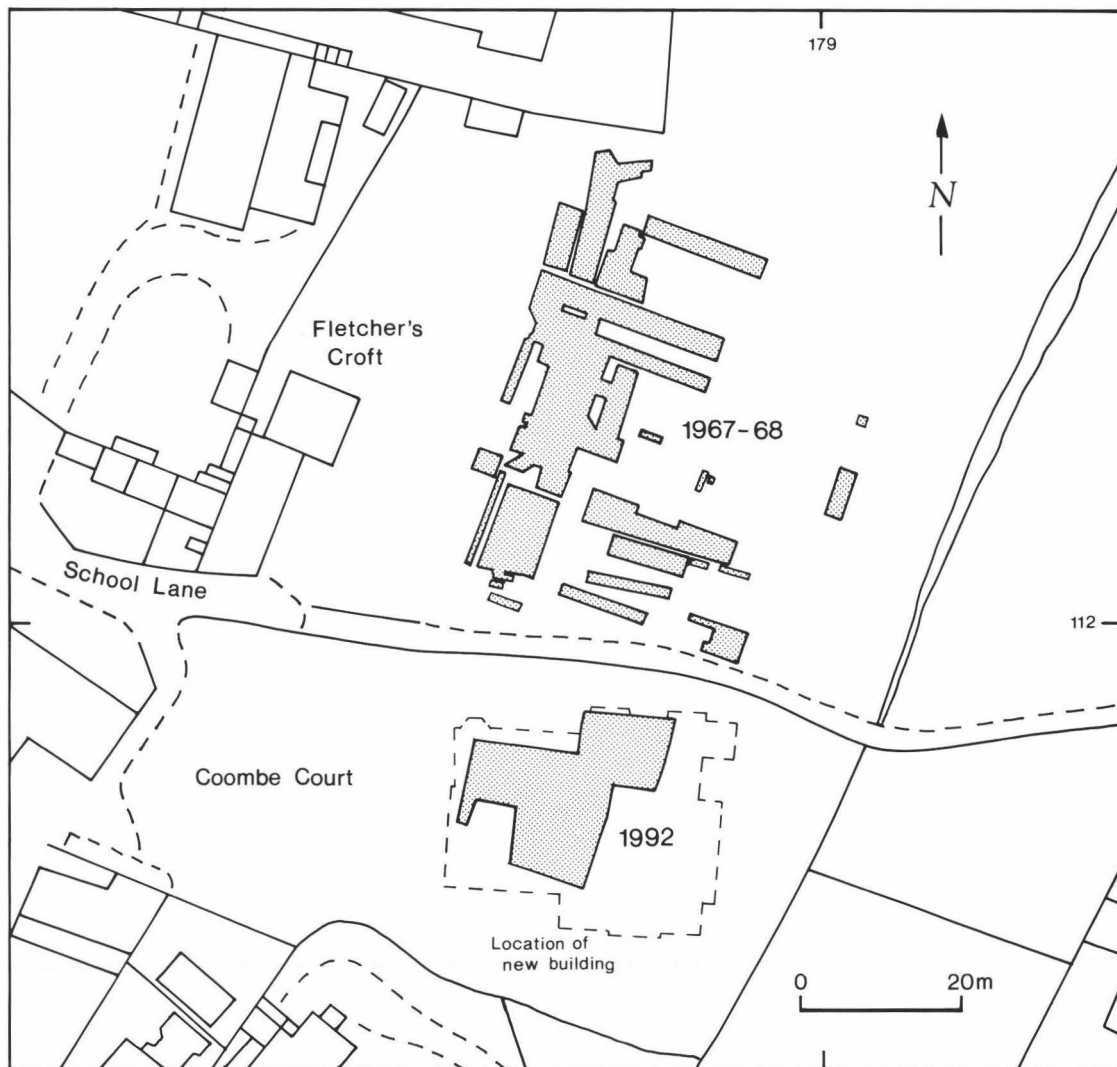 179
N
Fletcher's
Croft
1967-68
School Lane
112
Coombe Court
1992
Location of
new building
0 20m